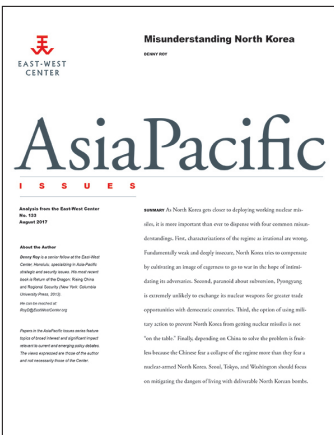 Misunderstanding North Korea
DENNY ROY
EAST-WEST
CENTER
AsiaPacific
ISSUES
Analysis from the East-West Center
No. 133
August 2017
About the Author
Denny Roy is a senior fellow at the East-West
Center, Honolulu, specializing in Asia-Pacific
strategic and security issues. His most recent
book is Return of the Dragon: Rising China
and Regional Security (New York: Columbia
University Press, 2013).
He can be reached at:
RoyD@EastWestCenter.org
Papers in the AsiaPacific Issues series feature
topics of broad interest and significant impact
relevant to current and emerging policy debates.
The views expressed are those of the author
and not necessarily those of the Center.
SUMMARY As North Korea gets closer to deploying working nuclear mis-
siles, it is more important than ever to dispense with four common misun-
derstandings. First, characterizations of the regime as irrational are wrong.
Fundamentally weak and deeply insecure, North Korea tries to compensate
by cultivating an image of eagerness to go to war in the hope of intimi-
dating its adversaries. Second, paranoid about subversion, Pyongyang
is extremely unlikely to exchange its nuclear weapons for greater trade
opportunities with democratic countries. Third, the option of using mili-
tary action to prevent North Korea from getting nuclear missiles is not
"on the table." Finally, depending on China to solve the problem is fruit-
less because the Chinese fear a collapse of the regime more than they fear a
nuclear-armed North Korea. Seoul, Tokyo, and Washington should focus
on mitigating the dangers of living with deliverable North Korean bombs.